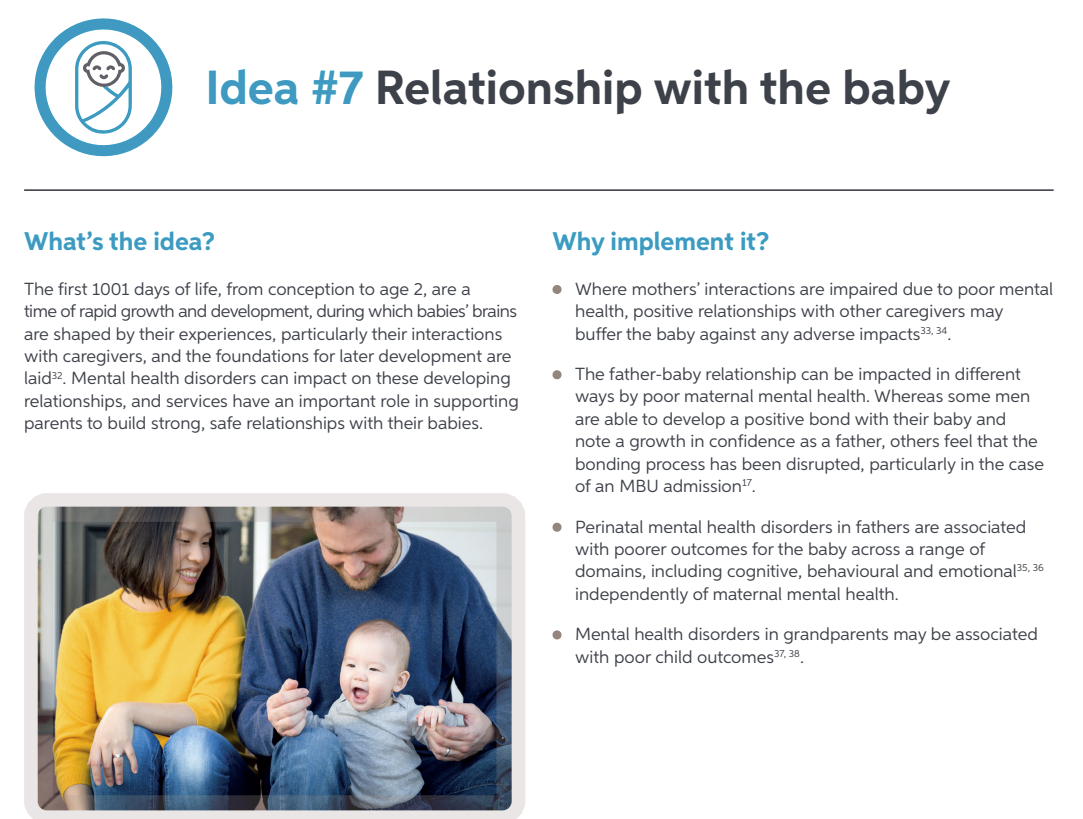 Idea #7 Relationship with the baby
What's the idea?
The first 1001 days of life, from conception to age 2, are a
time of rapid growth and development, during which babies' brains
are shaped by their experiences, particularly their interactions
with caregivers, and the foundations for later development are
laid³². Mental health disorders can impact on these developing
relationships, and services have an important role in supporting
parents to build strong, safe relationships with their babies.
Why implement it?
● Where mothers' interactions are impaired due to poor mental
health, positive relationships with other caregivers may
buffer the baby against any adverse impacts³³, ³⁴.
● The father-baby relationship can be impacted in different
ways by poor maternal mental health. Whereas some men
are able to develop a positive bond with their baby and
note a growth in confidence as a father, others feel that the
bonding process has been disrupted, particularly in the case
of an MBU admission¹⁷.
● Perinatal mental health disorders in fathers are associated
with poorer outcomes for the baby across a range of
domains, including cognitive, behavioural and emotional³⁵, ³⁶
independently of maternal mental health.
● Mental health disorders in grandparents may be associated
with poor child outcomes³⁷, ³⁸.